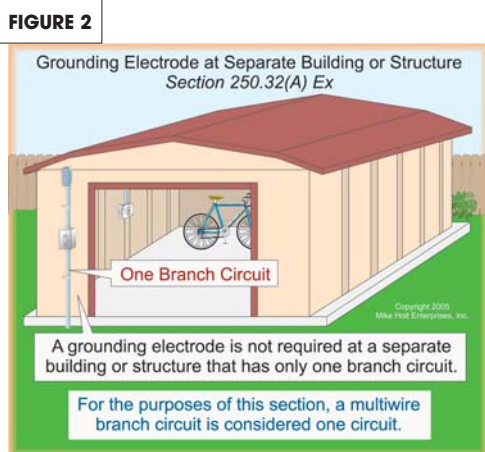 FIGURE 2
Grounding Electrode at Separate Building or Structure
Section 250.32(A) Ex
One Branch Circuit
Copyright 2005
Mike Holt Enterprises, Inc.
A grounding electrode is not required at a separate
building or structure that has only one branch circuit.
For the purposes of this section, a multiwire
branch circuit is considered one circuit.